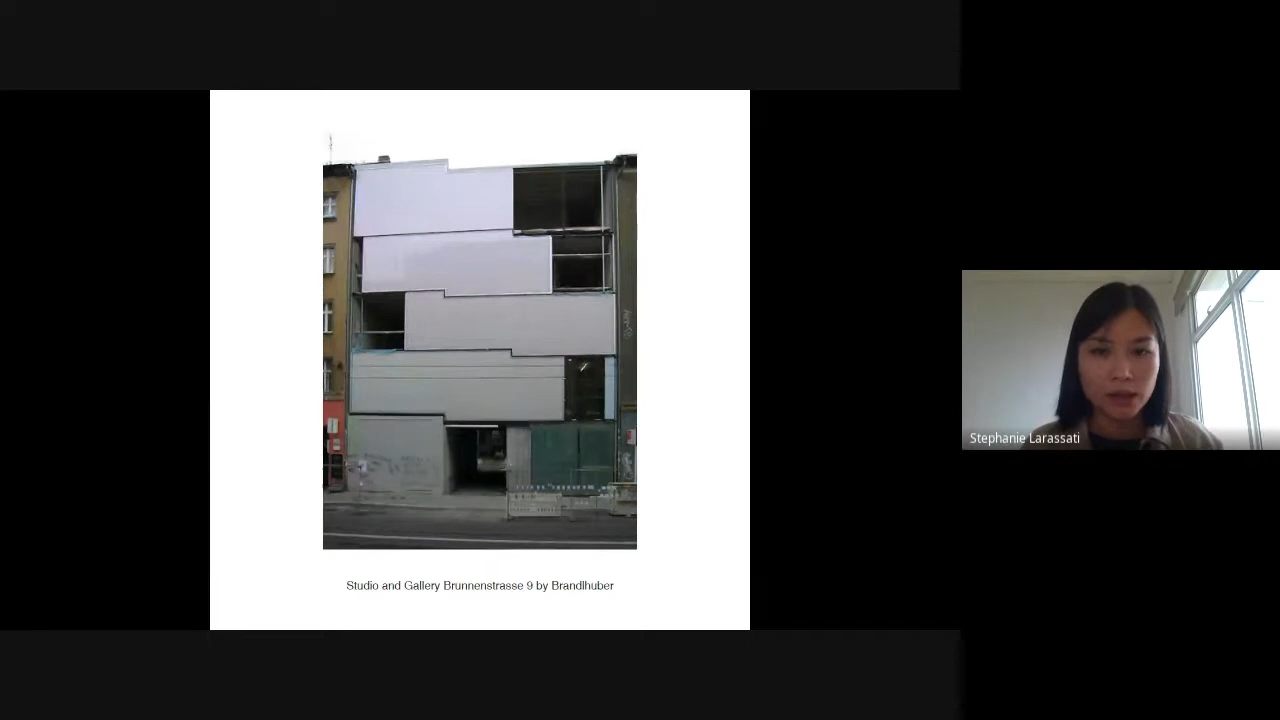 Studio and Gallery Brunnenstrasse 9 by Brandlhuber
Stephanie Larassati